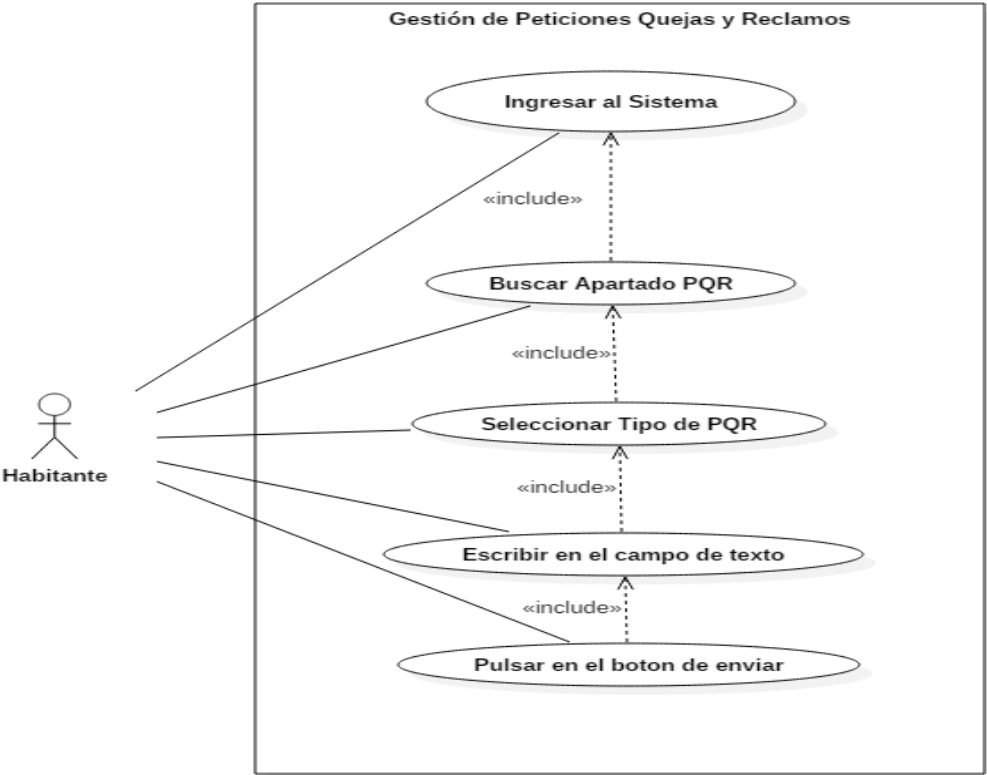 Gestión de Peticiones Quejas y Reclamos
Ingresar al Sistema
«include»
Buscar Apartado PQR
«include»
Seleccionar Tipo de PQR
Habitante
«include»
Escribir en el campo de texto
«include»
Pulsar en el boton de enviar